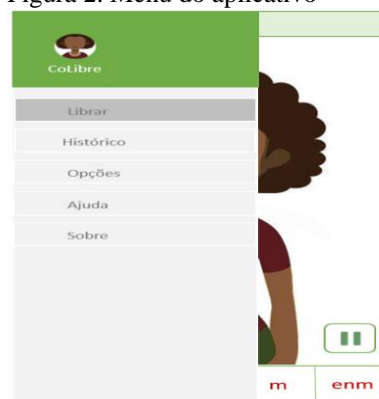 Figura 2: Menu do aplicativo
CoLibre
Librar
Histórico
Opções
Ajuda
Sobre
m
enm